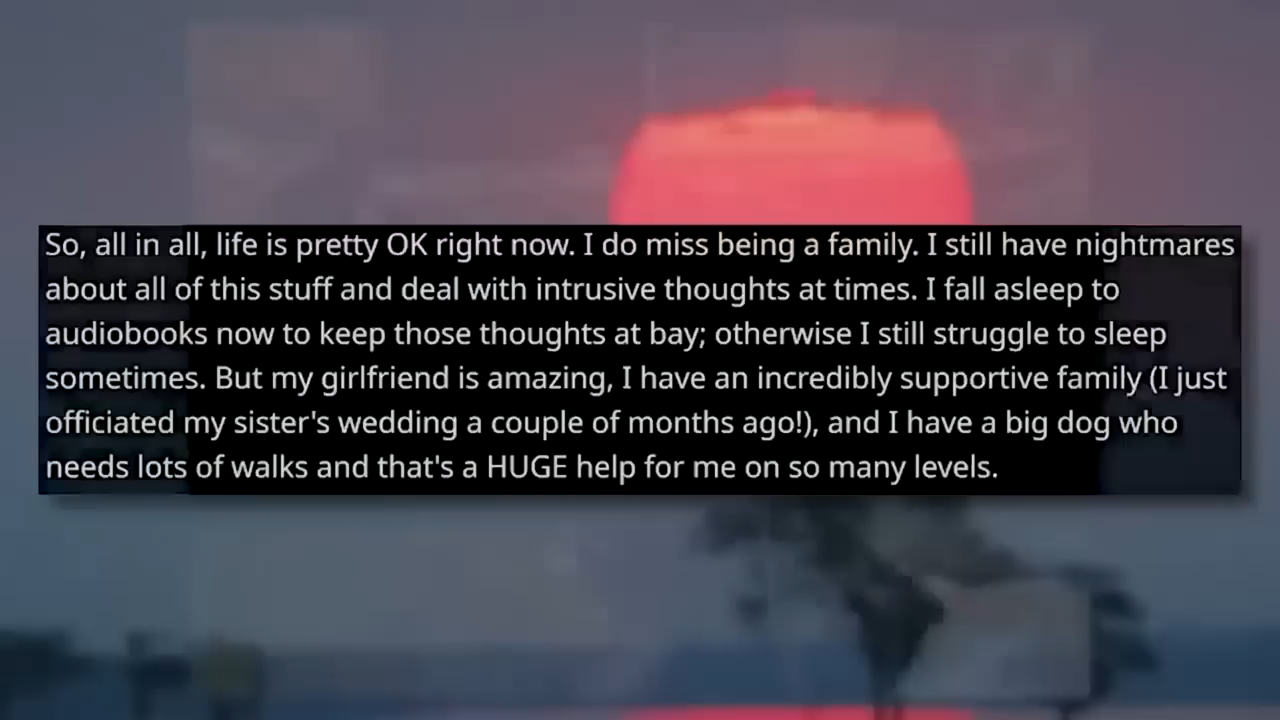 So, all in all, life is pretty OK right now. I do miss being a family. I still have nightmares
about all of this stuff and deal with intrusive thoughts at times. I fall asleep to
audiobooks now to keep those thoughts at bay; otherwise I still struggle to sleep
sometimes. But my girlfriend is amazing, I have an incredibly supportive family (I just
officiated my sister's wedding a couple of months ago!), and I have a big dog who
needs lots of walks and that's a HUGE help for me on so many levels.